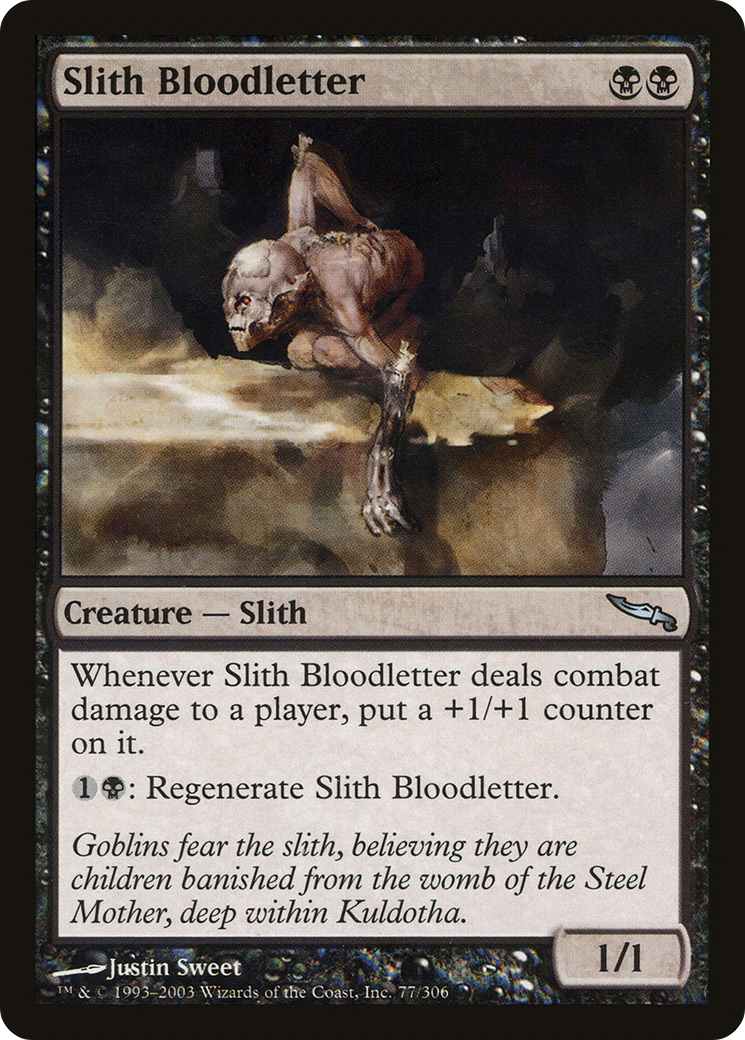 Slith Bloodletter
Creature — Slith
Whenever Slith Bloodletter deals combat
damage to a player, put a +1/+1 counter
on it.
1: Regenerate Slith Bloodletter.
Goblins fear the slith, believing they are
children banished from the womb of the Steel
Mother, deep within Kuldotha.
1/1
Justin Sweet
™ & © 1993–2003 Wizards of the Coast, Inc. 77/306